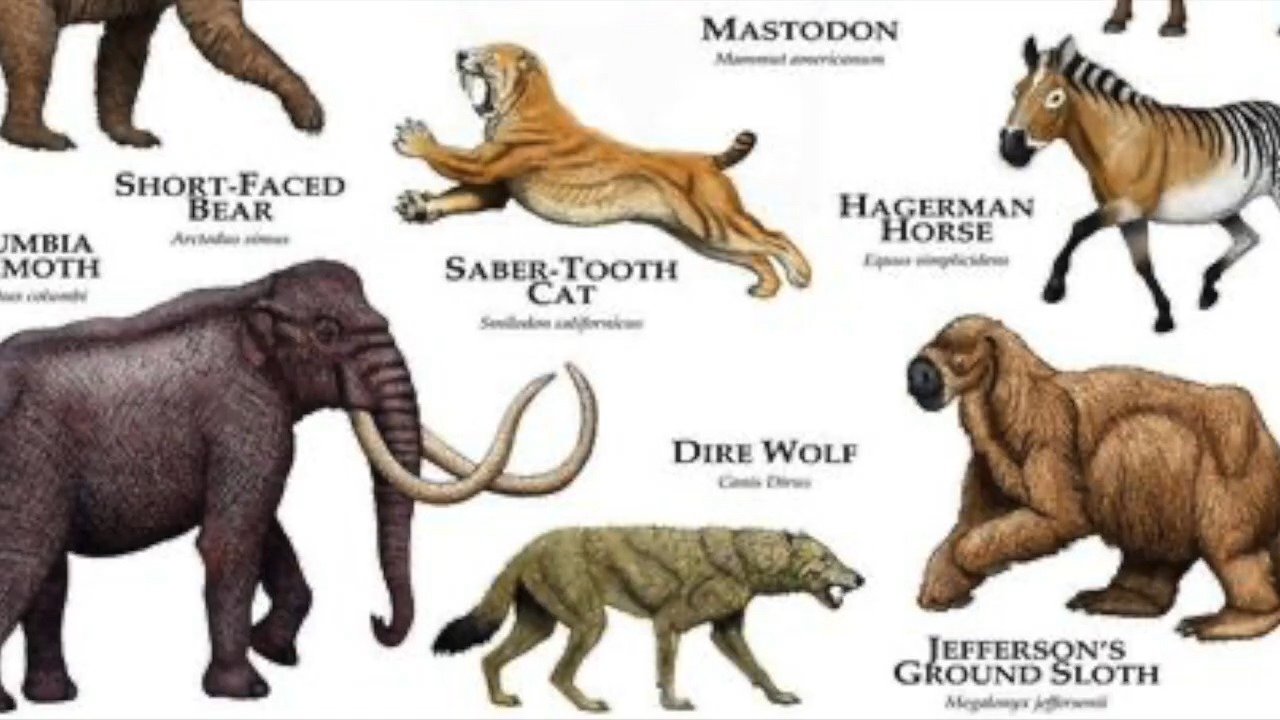 MASTODON
Mammut americanum
SHORT-FACED
BEAR
Arctodus simus
UMBIA
MOTH
columbi
SABER-TOOTH
CAT
Smilodon californicus
HAGERMAN
HORSE
Equus simplicidens
DIRE WOLF
Canis Dirus
JEFFERSON'S
GROUND SLOTH
Megalonyx jeffersonii